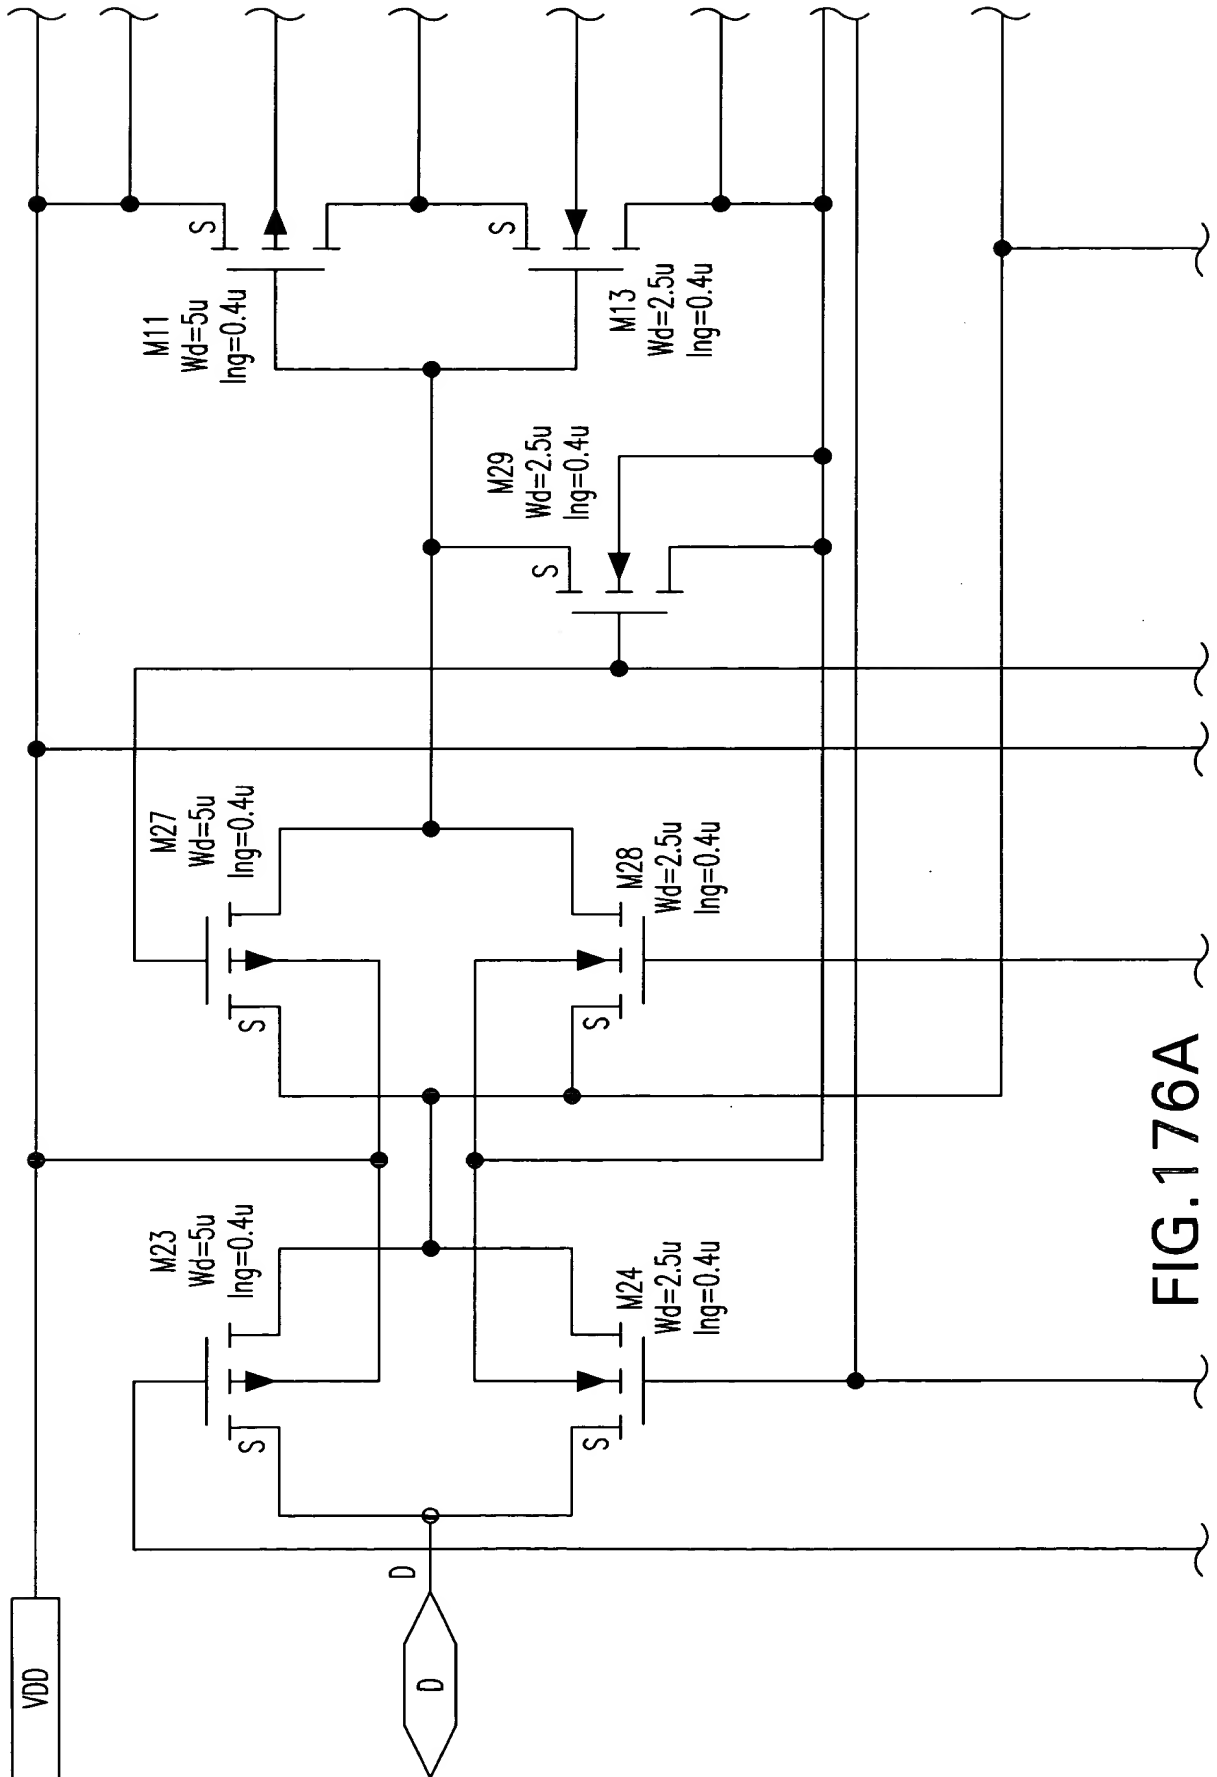 VDD
D
D
M23
Wd=5u
lng=0.4u
S
M24
Wd=2.5u
lng=0.4u
S
M27
Wd=5u
lng=0.4u
S
M28
Wd=2.5u
lng=0.4u
S
M29
Wd=2.5u
lng=0.4u
S
M11
Wd=5u
lng=0.4u
S
M13
Wd=2.5u
lng=0.4u
S
FIG.176A